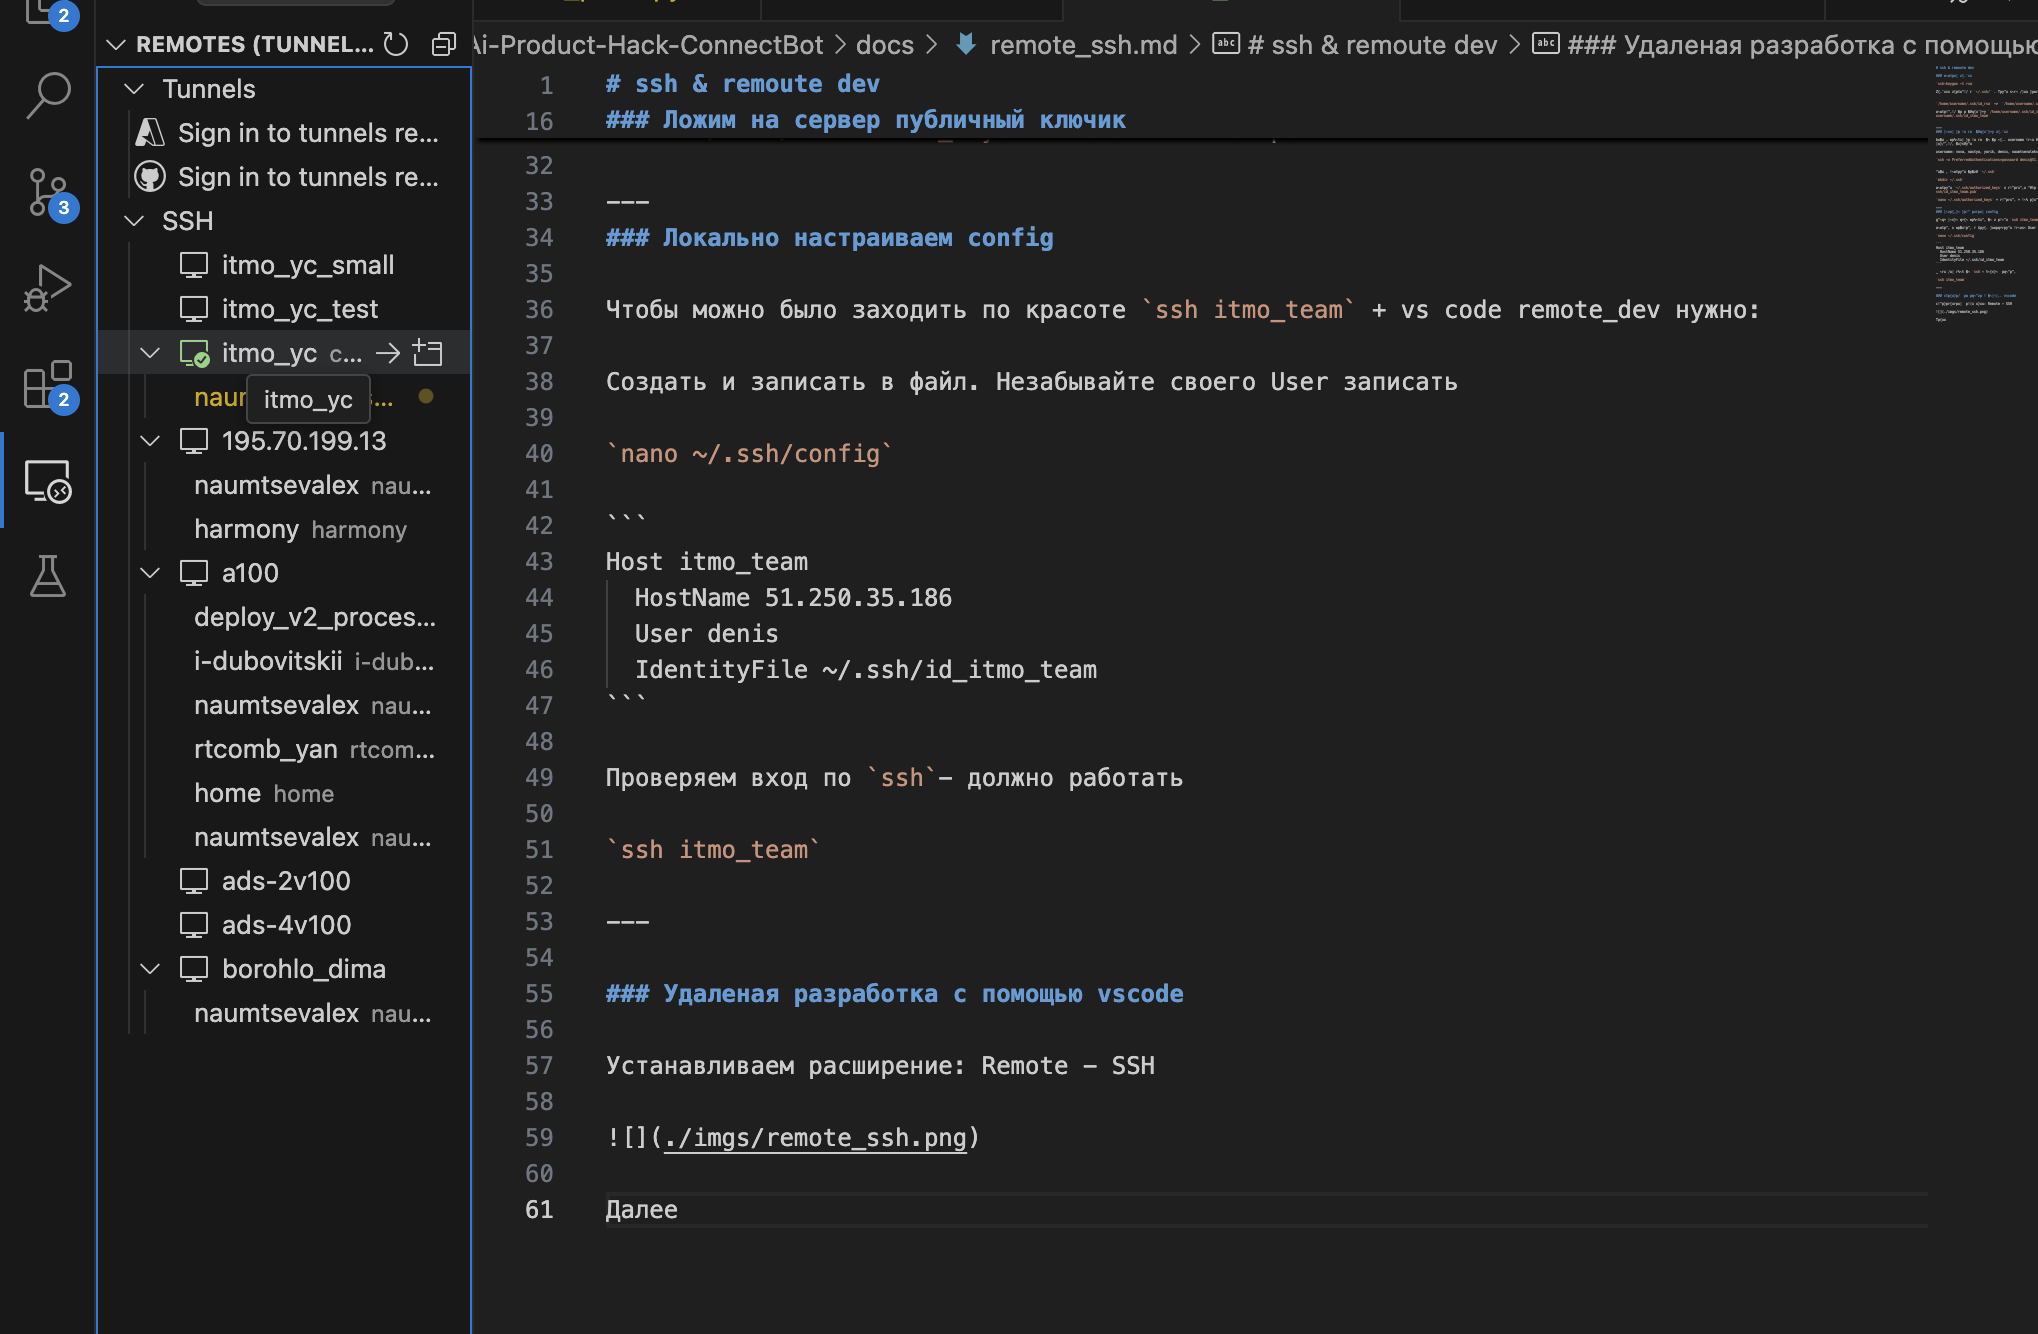 2
REMOTES (TUNNEL...
Tunnels
Sign in to tunnels re...
Sign in to tunnels re...
3
SSH
itmo_yc_small
itmo_yc_test
itmo_yc c...
2
itmo_yc
195.70.199.13
naumtsevalex nau...
harmony harmony
a100
deploy_v2_proces...
i-dubovitskii i-dub...
naumtsevalex nau...
rtcomb_yan rtcom...
home home
naumtsevalex nau...
ads-2v100
ads-4v100
borohlo_dima
naumtsevalex nau...
Ai-Product-Hack-ConnectBot > docs > remote_ssh.md > # ssh & remoute dev > ### Удаленая разработка с помощью
1 # ssh & remoute dev
16 ### Ложим на сервер публичный ключик
32
33 ---
34 ### Локально настраиваем config
35
36 Чтобы можно было заходить по красоте `ssh itmo_team` + vs code remote_dev нужно:
37
38 Создать и записать в файл. Незабывайте своего User записать
39
40 `nano ~/.ssh/config`
41
42 ```
43 Host itmo_team
44   HostName 51.250.35.186
45   User denis
46   IdentityFile ~/.ssh/id_itmo_team
47 ```
48
49 Проверяем вход по `ssh`- должно работать
50
51 `ssh itmo_team`
52
53 ---
54
55 ### Удаленая разработка с помощью vscode
56
57 Устанавливаем расширение: Remote - SSH
58
59 ![](./imgs/remote_ssh.png)
60
61 Далее